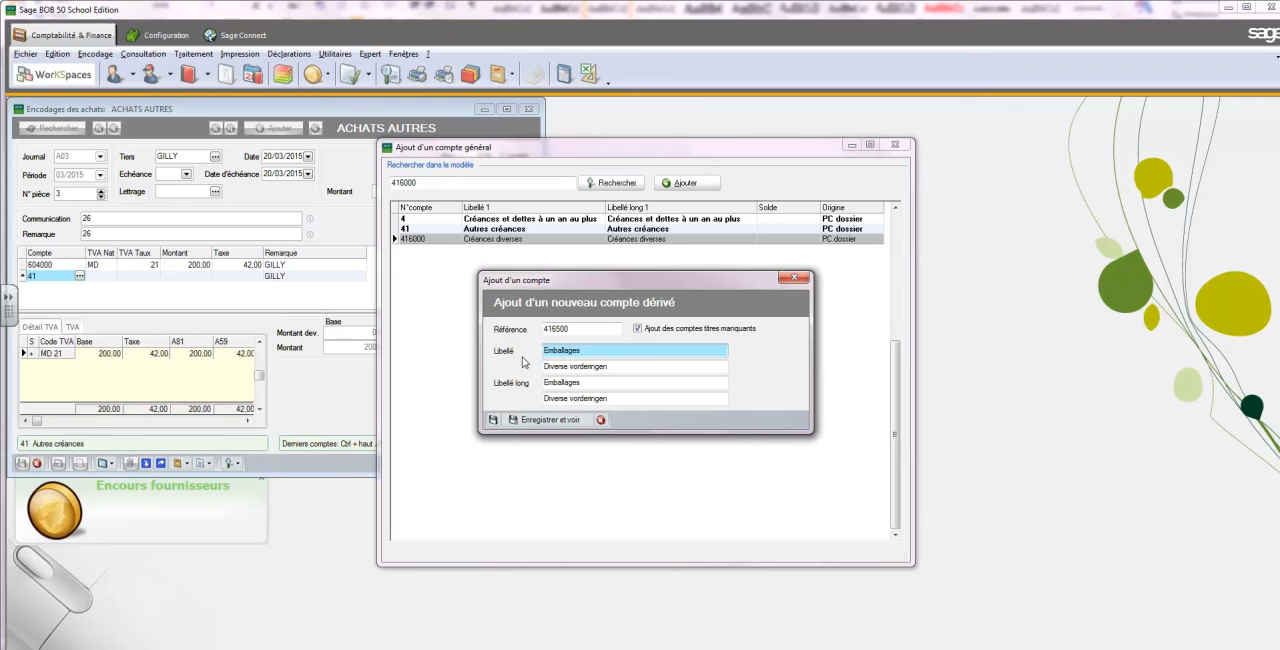 Sage BOB 50 School Edition
Comptabilité & Finance Configuration Sage Connect
sage
Fichier Edition Encodage Consultation Traitement Impression Déclarations Utilitaires Expert Fenêtres ?
WorKSpaces
Encodages des achats: ACHATS AUTRES
Rechercher Ajouter ACHATS AUTRES
Journal A03 Tiers GILLY Date 20/03/2015
Période 03/2015 Echéance Date d'échéance 20/03/2015
N° pièce 3 Lettrage Montant
Communication 26
Remarque 26
Compte TVA Nat TVA Taux Montant Taxe Remarque
604000 MD 21 200,00 42,00 GILLY
41 GILLY
Détail TVA TVA
Base
Montant dev. 0
Montant 200
S Code TVA Base Taxe A81 A59
+ MD 21 200,00 42,00 200,00 42,00
200,00 42,00 200,00 42,00
41 Autres créances Derniers comptes: Ctrl + haut
Encours fournisseurs
Ajout d'un compte général
Rechercher dans le modèle
416000 Rechercher Ajouter
N°compte Libellé 1 Libellé long 1 Solde Origine
4 Créances et dettes à un an au plus Créances et dettes à un an au plus PC dossier
41 Autres créances Autres créances PC dossier
416000 Créances diverses Créances diverses PC dossier
Ajout d'un compte
Ajout d'un nouveau compte dérivé
Référence 416500 Ajout des comptes titres manquants
Libellé Emballages
Diverse vorderingen
Libellé long Emballages
Diverse vorderingen
Enregistrer et voir